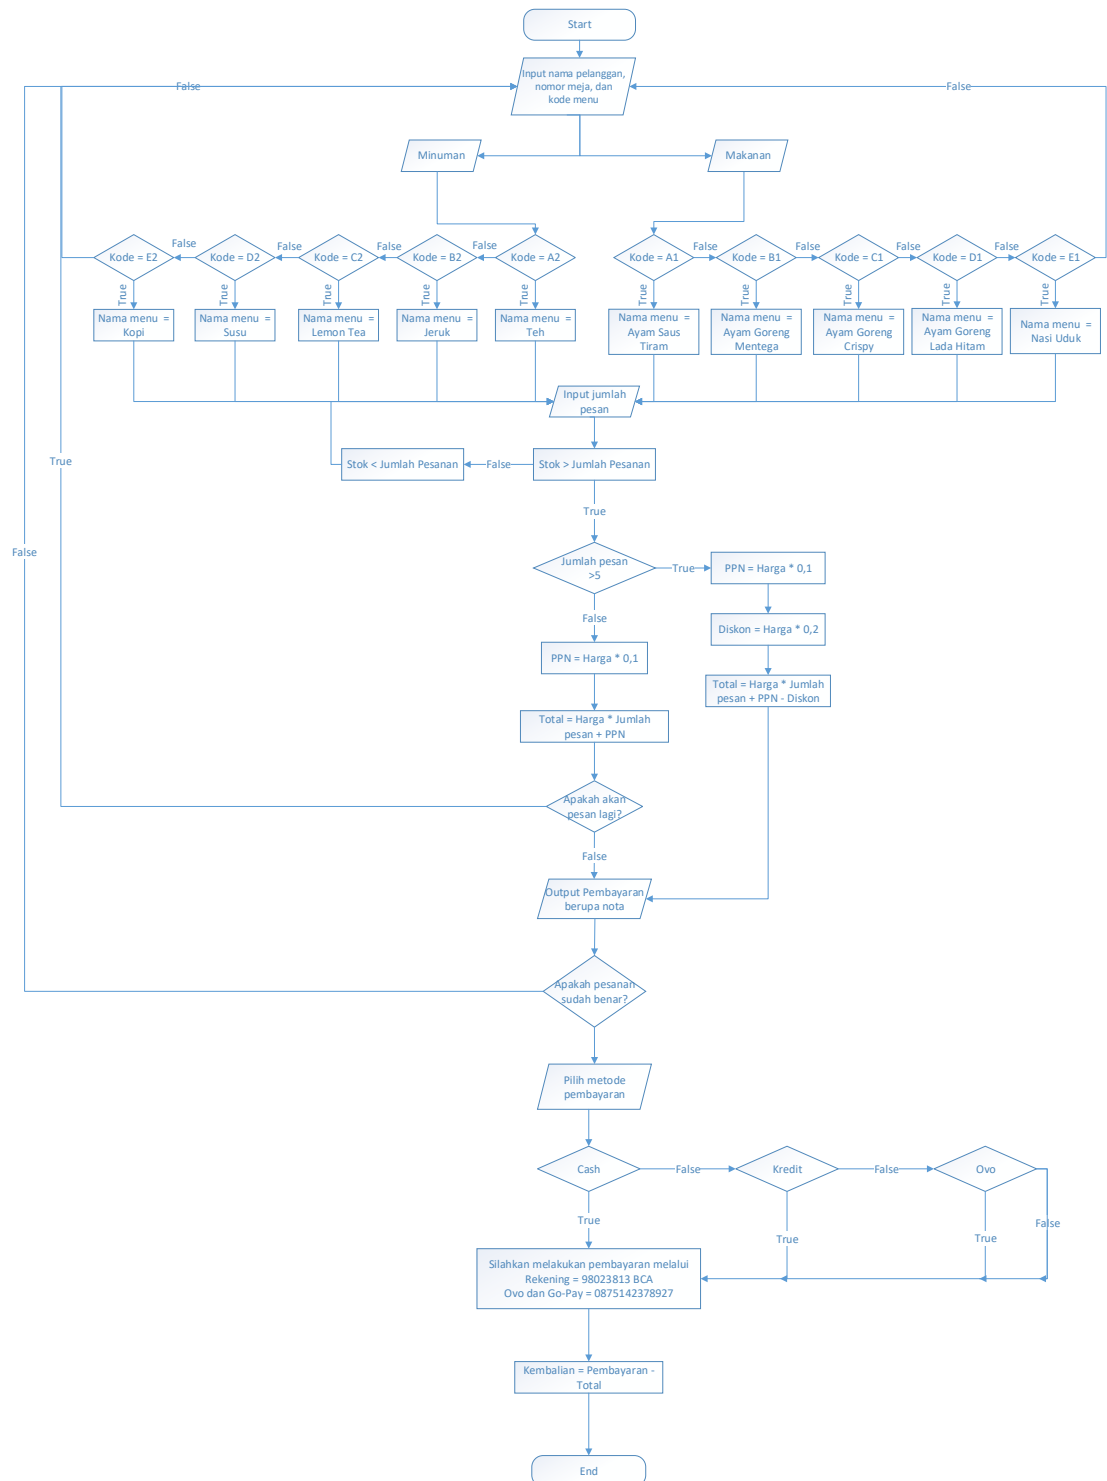 Start
Input nama pelanggan,
nomor meja, dan
kode menu
False
False
Minuman
Makanan
Kode = E2
False
Kode = D2
False
Kode = C2
False
Kode = B2
False
Kode = A2
Kode = A1
False
Kode = B1
False
Kode = C1
False
Kode = D1
False
Kode = E1
True
True
True
True
True
True
True
True
True
True
Nama menu =
Kopi
Nama menu =
Susu
Nama menu =
Lemon Tea
Nama menu =
Jeruk
Nama menu =
Teh
Nama menu =
Ayam Saus
Tiram
Nama menu =
Ayam Goreng
Mentega
Nama menu =
Ayam Goreng
Crispy
Nama menu =
Ayam Goreng
Lada Hitam
Nama menu =
Nasi Uduk
Input jumlah
pesan
True
Stok < Jumlah Pesanan
False
Stok > Jumlah Pesanan
True
False
Jumlah pesan
>5
True
PPN = Harga * 0,1
False
Diskon = Harga * 0,2
PPN = Harga * 0,1
Total = Harga * Jumlah
pesan + PPN - Diskon
Total = Harga * Jumlah
pesan + PPN
Apakah akan
pesan lagi?
False
Output Pembayaran
berupa nota
Apakah pesanan
sudah benar?
Pilih metode
pembayaran
Cash
False
Kredit
False
Ovo
True
True
True
False
Silahkan melakukan pembayaran melalui
Rekening = 98023813 BCA
Ovo dan Go-Pay = 0875142378927
Kembalian = Pembayaran -
Total
End